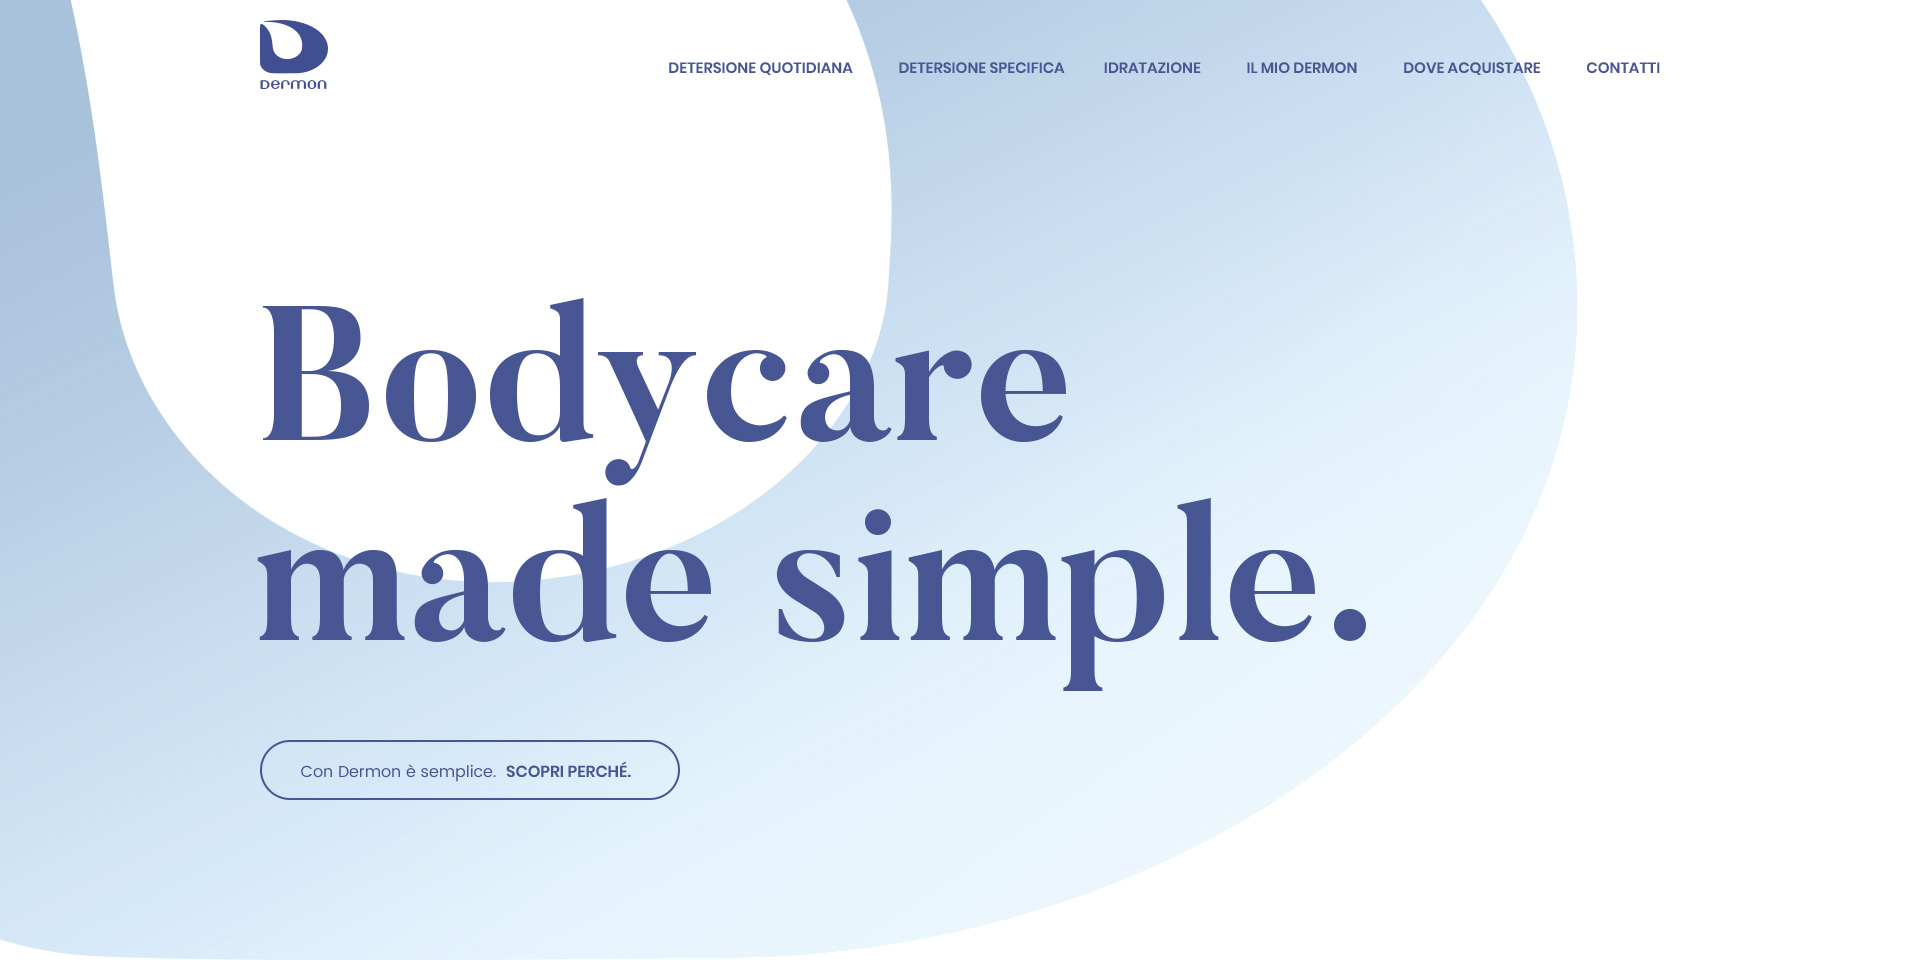 Dermon
DETERSIONE QUOTIDIANA DETERSIONE SPECIFICA IDRATAZIONE IL MIO DERMON DOVE ACQUISTARE CONTATTI
Bodycare
made simple.
Con Dermon è semplice. SCOPRI PERCHÉ.